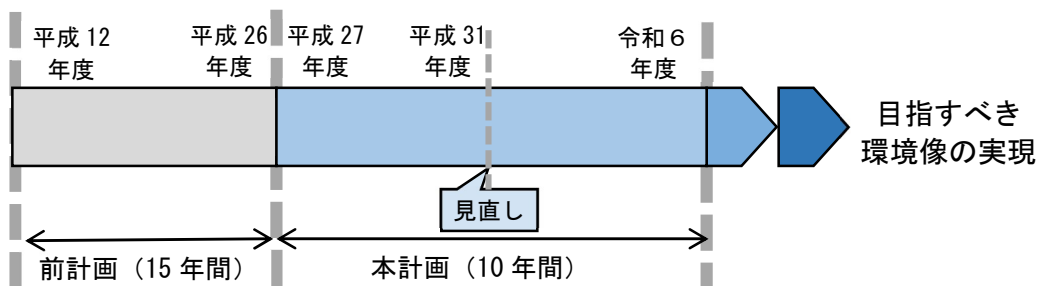 平成 12
年度
平成 26
年度
平成 27
年度
平成 31
年度
令和６
年度
目指すべき
環境像の実現
見直し
前計画（15 年間）
本計画（10 年間）